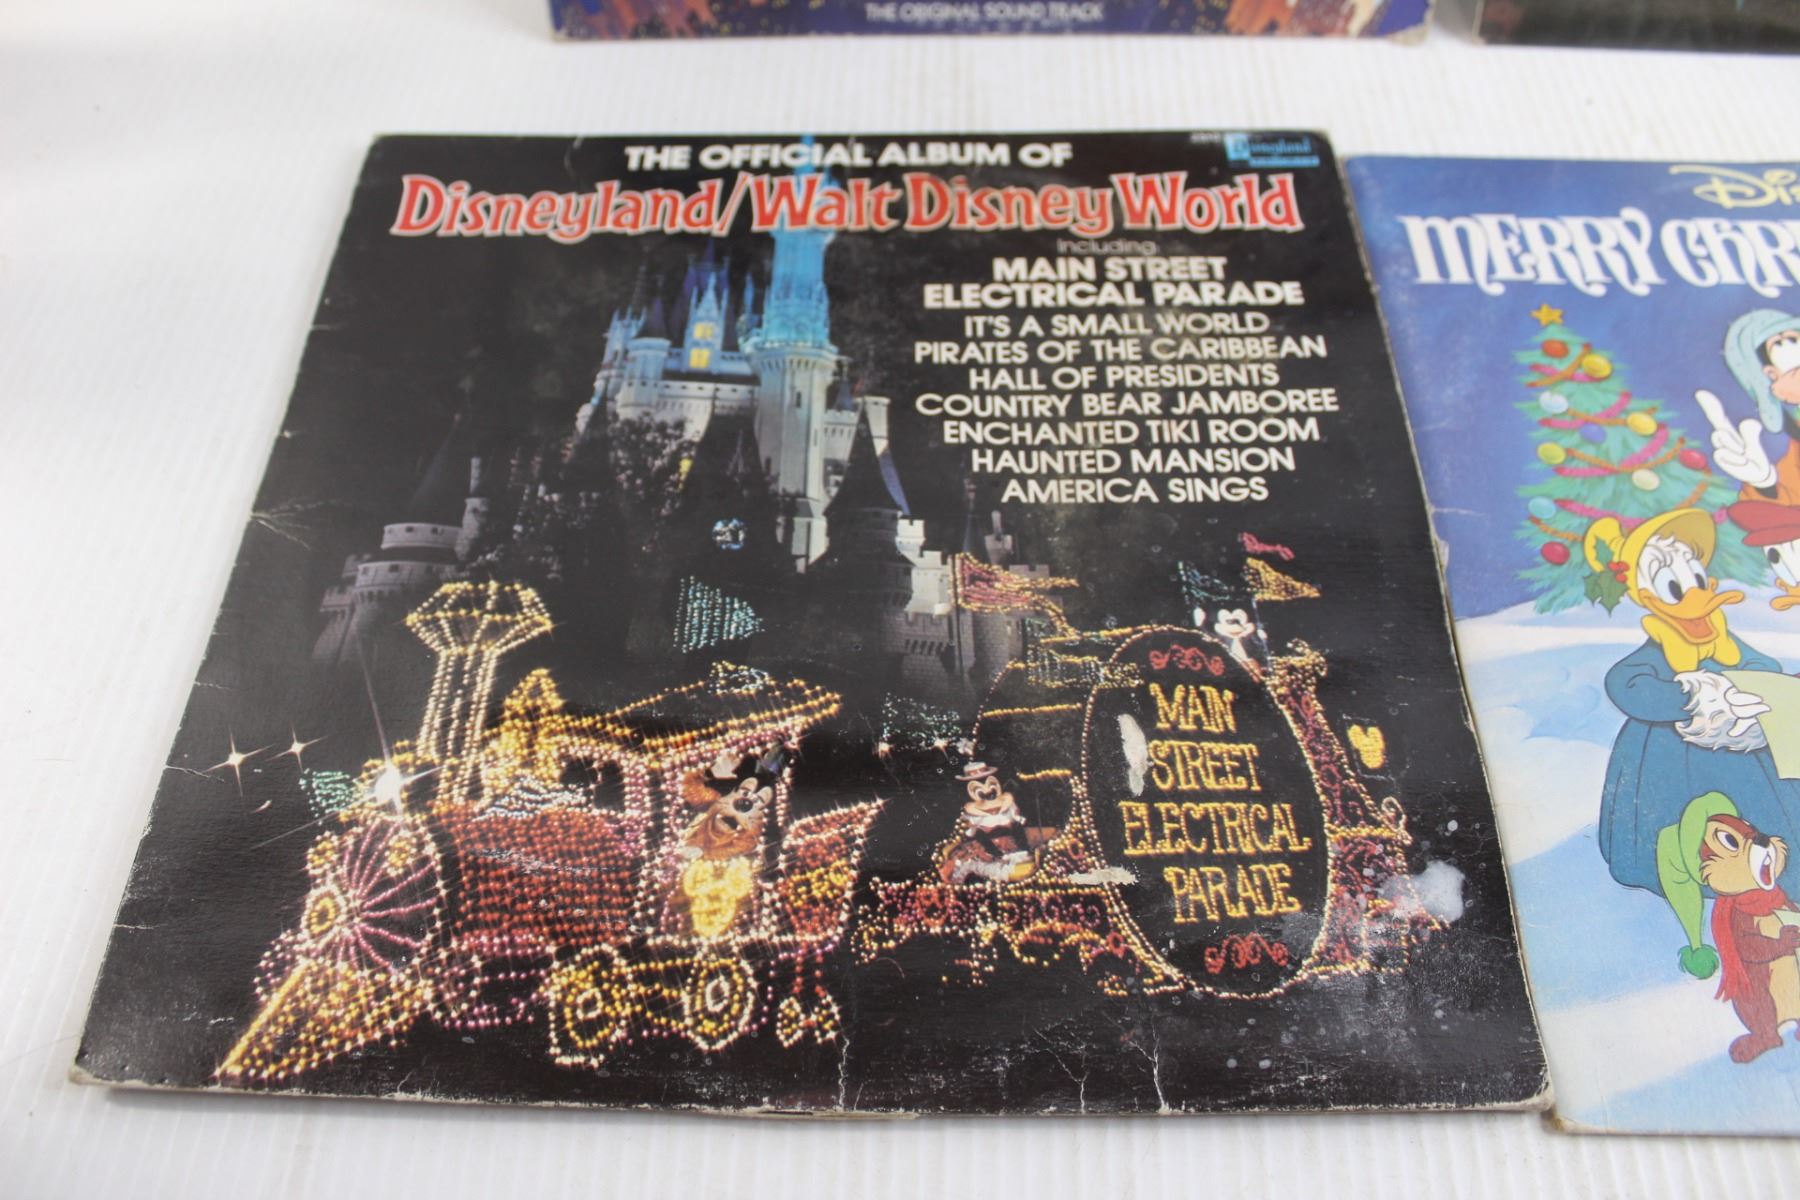 THE ORIGINAL SOUND TRACK
THE OFFICIAL ALBUM OF
Disneyland/Walt Disney World
Including
MAIN STREET
ELECTRICAL PARADE
IT'S A SMALL WORLD
PIRATES OF THE CARIBBEAN
HALL OF PRESIDENTS
COUNTRY BEAR JAMBOREE
ENCHANTED TIKI ROOM
HAUNTED MANSION
AMERICA SINGS
Disneyland
MAIN
STREET
ELECTRICAL
PARADE
Dis
MERRY CHR